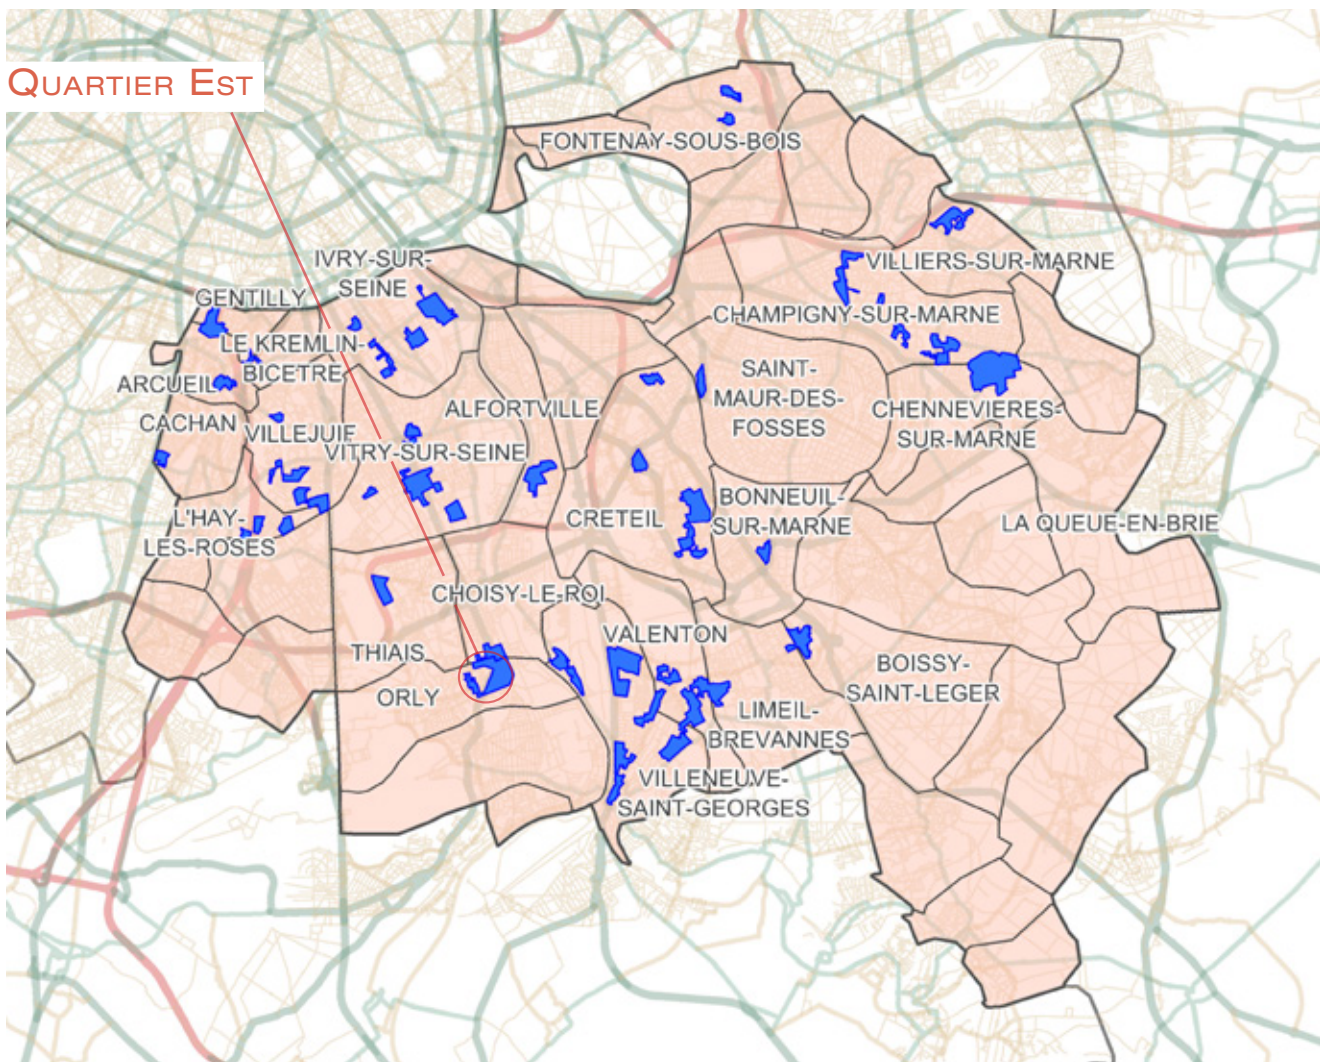 QUARTIER EST
FONTENAY-SOUS-BOIS
IVRY-SUR-
SEINE
VILLIERS-SUR-MARNE
GENTILLY
CHAMPIGNY-SUR-MARNE
LE KREMLIN-
BICETRE
ARCUEIL
SAINT-
MAUR-DES-
FOSSES
ALFORTVILLE
CHENNEVIERES-
SUR-MARNE
CACHAN
VILLEJUIF
VITRY-SUR-SEINE
BONNEUIL-
SUR-MARNE
L'HAY-
LES-ROSES
CRETEIL
LA QUEUE-EN-BRIE
CHOISY-LE-ROI
VALENTON
THIAIS
BOISSY-
SAINT-LEGER
ORLY
LIMEIL-
BREVANNES
VILLENEUVE-
SAINT-GEORGES